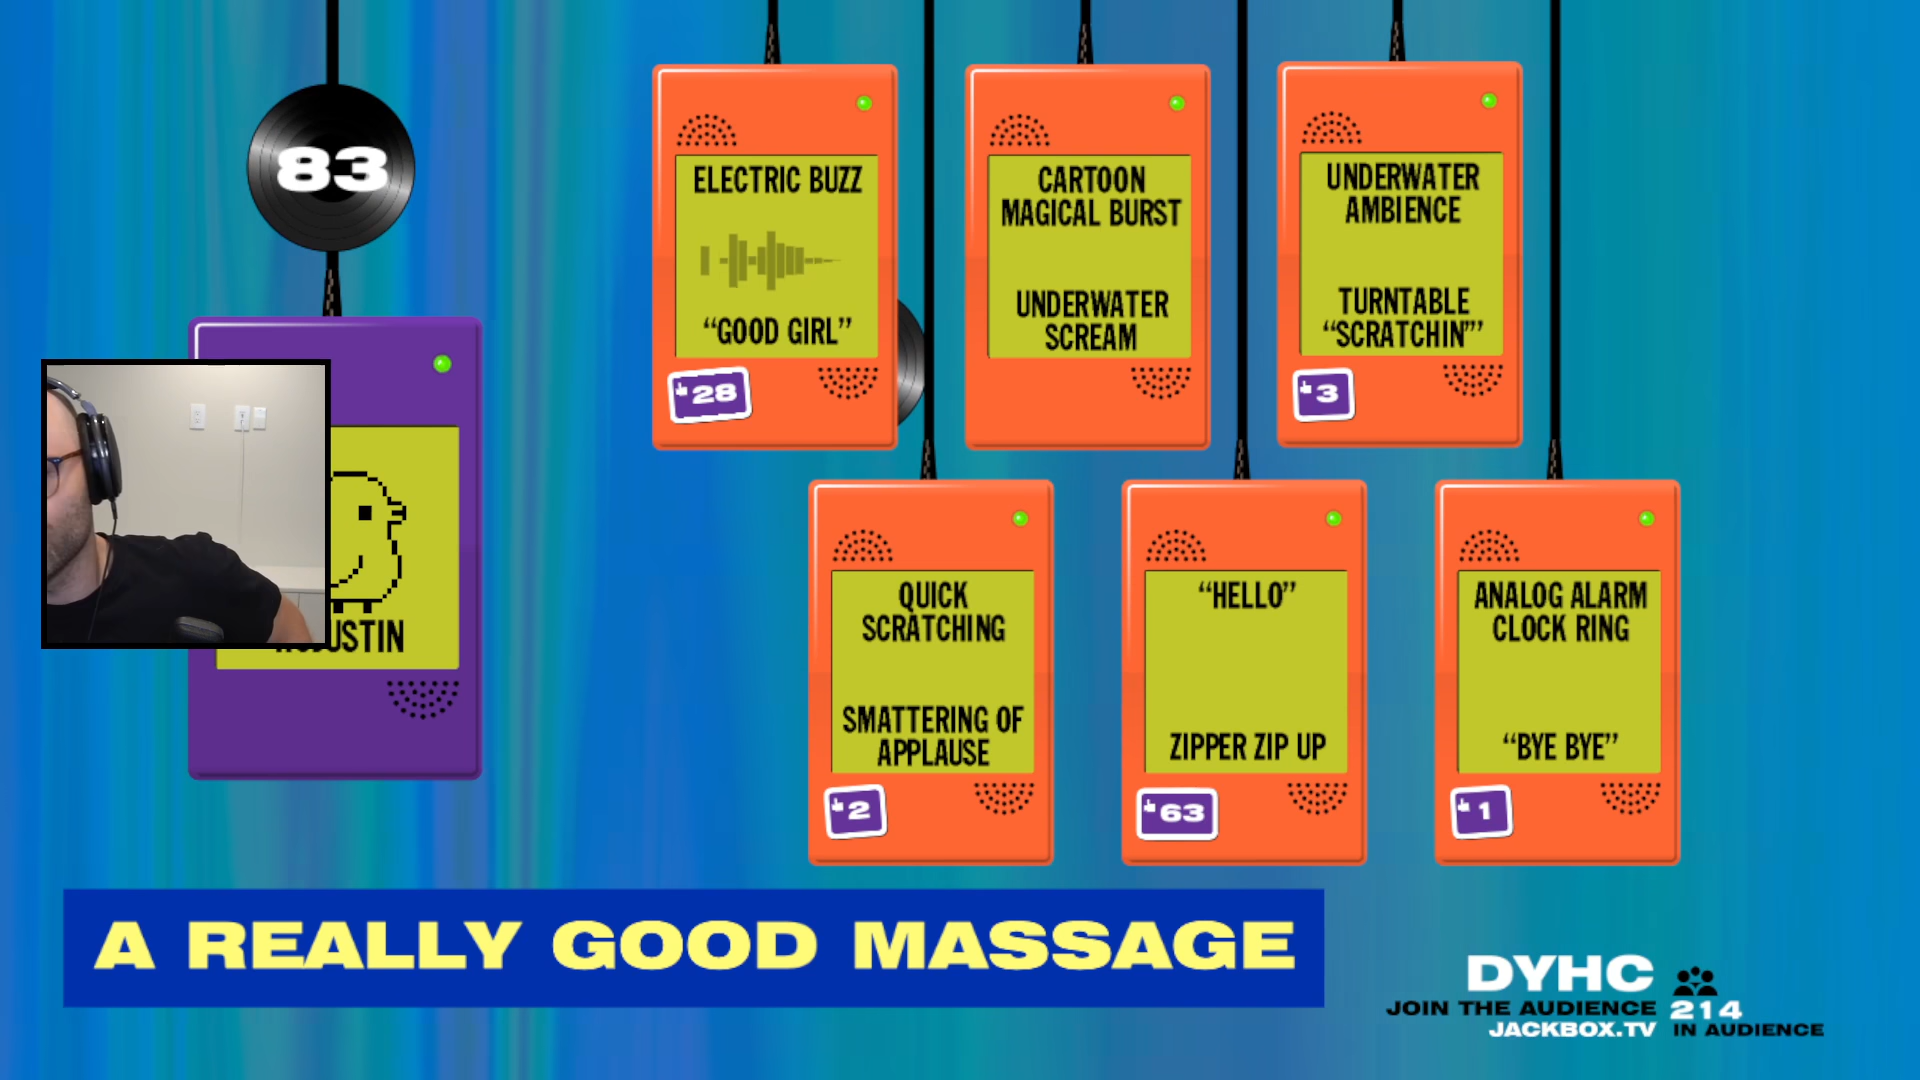 83
ELECTRIC BUZZ
“GOOD GIRL”
28
CARTOON
MAGICAL BURST
UNDERWATER
SCREAM
UNDERWATER
AMBIENCE
TURNTABLE
“SCRATCHIN’”
3
QUICK
SCRATCHING
SMATTERING OF
APPLAUSE
2
“HELLO”
ZIPPER ZIP UP
63
ANALOG ALARM
CLOCK RING
“BYE BYE”
1
A REALLY GOOD MASSAGE
DYHC
JOIN THE AUDIENCE 214
JACKBOX.TV IN AUDIENCE